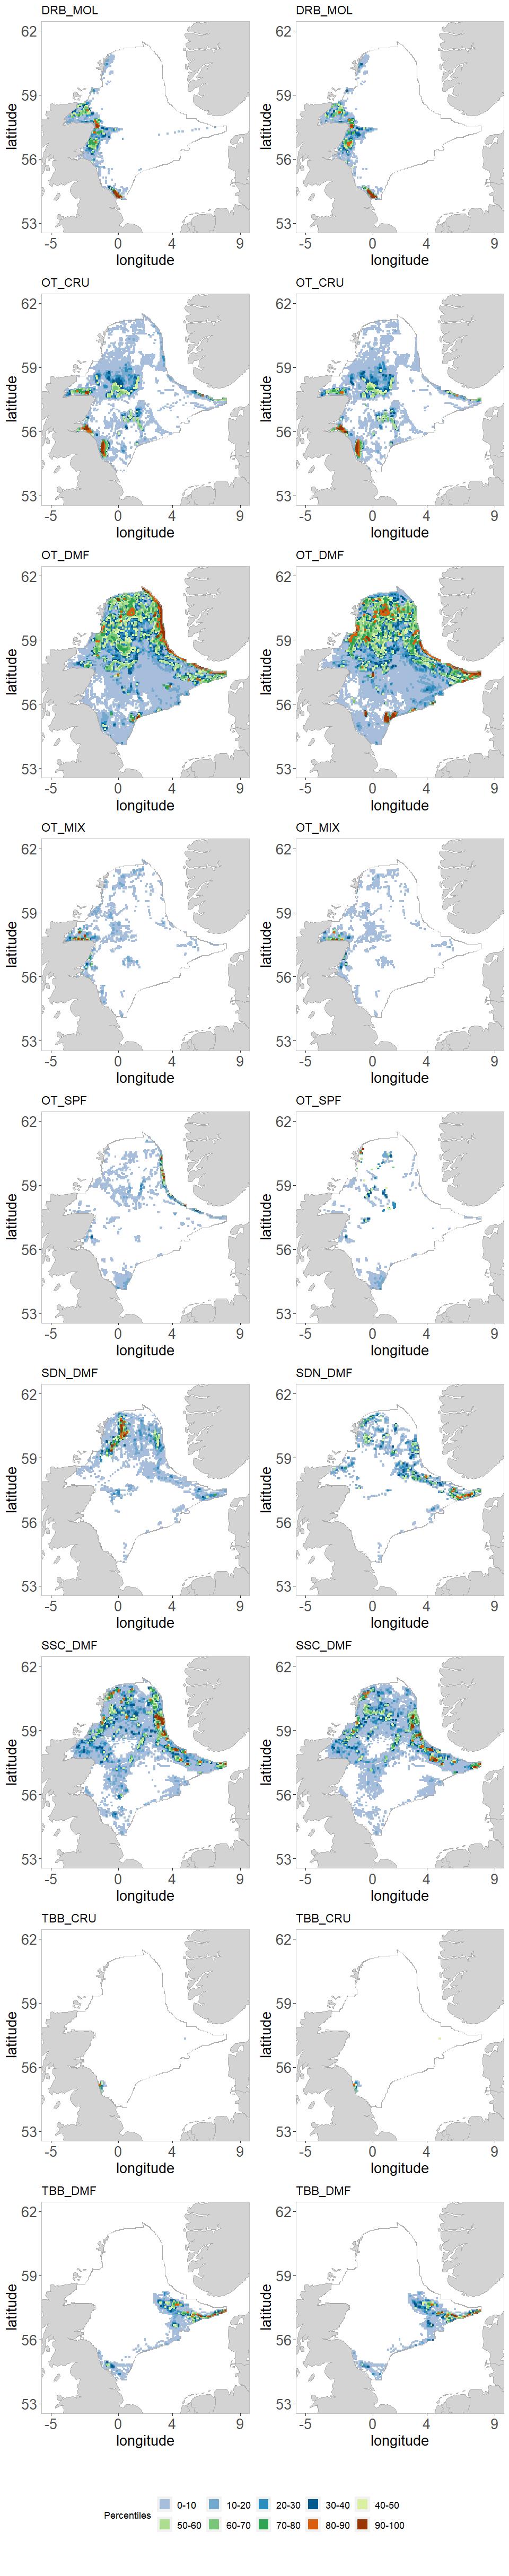 DRB_MOL DRB_MOL
62 62
59 59
latitude latitude
56 56
53 53
-5 0 4 9 -5 0 4 9
longitude longitude
OT_CRU OT_CRU
62 62
59 59
latitude latitude
56 56
53 53
-5 0 4 9 -5 0 4 9
longitude longitude
OT_DMF OT_DMF
62 62
59 59
latitude latitude
56 56
53 53
-5 0 4 9 -5 0 4 9
longitude longitude
OT_MIX OT_MIX
62 62
59 59
latitude latitude
56 56
53 53
-5 0 4 9 -5 0 4 9
longitude longitude
OT_SPF OT_SPF
62 62
59 59
latitude latitude
56 56
53 53
-5 0 4 9 -5 0 4 9
longitude longitude
SDN_DMF SDN_DMF
62 62
59 59
latitude latitude
56 56
53 53
-5 0 4 9 -5 0 4 9
longitude longitude
SSC_DMF SSC_DMF
62 62
59 59
latitude latitude
56 56
53 53
-5 0 4 9 -5 0 4 9
longitude longitude
TBB_CRU TBB_CRU
62 62
59 59
latitude latitude
56 56
53 53
-5 0 4 9 -5 0 4 9
longitude longitude
TBB_DMF TBB_DMF
62 62
59 59
latitude latitude
56 56
53 53
-5 0 4 9 -5 0 4 9
longitude longitude
Percentiles
0-10 10-20 20-30 30-40 40-50
50-60 60-70 70-80 80-90 90-100